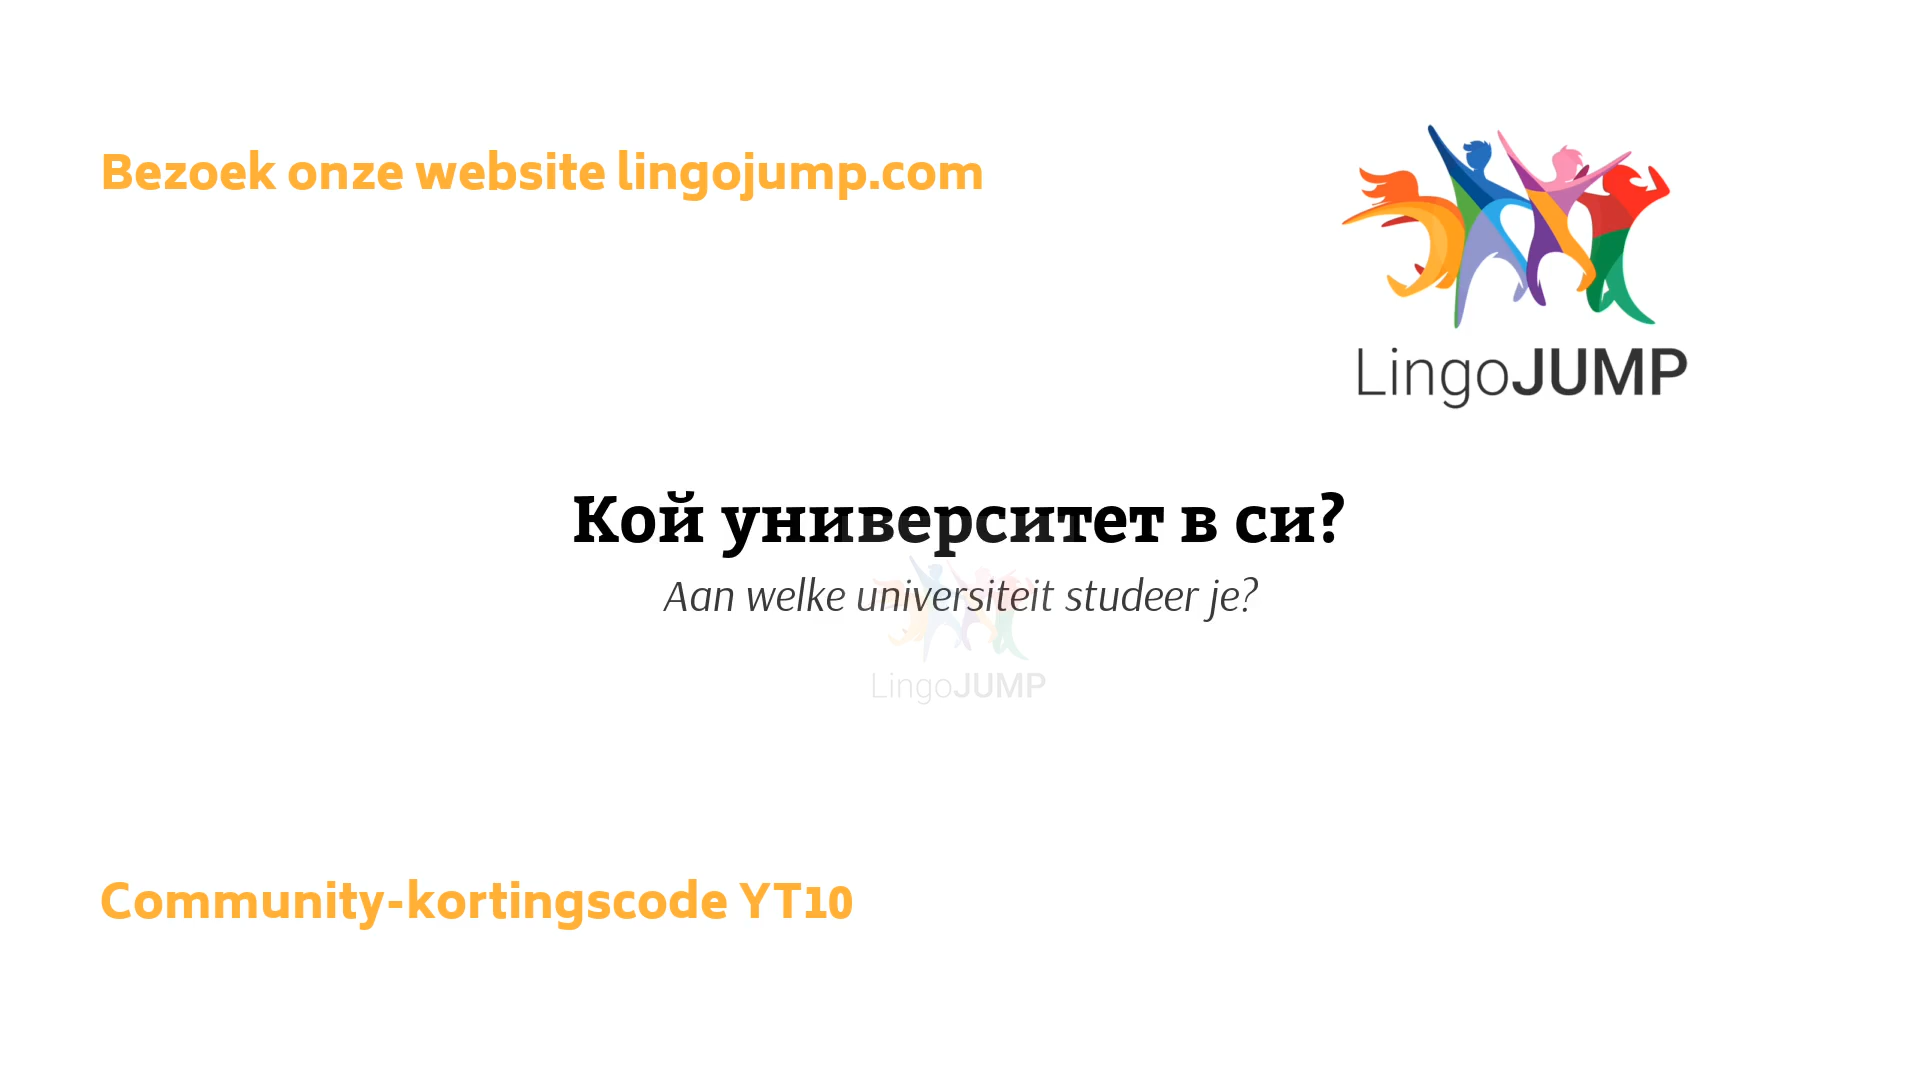 Bezoek onze website lingojump.com
LingoJUMP
Кой университет в си?
Aan welke universiteit studeer je?
LingoJUMP
Community-kortingscode YT10